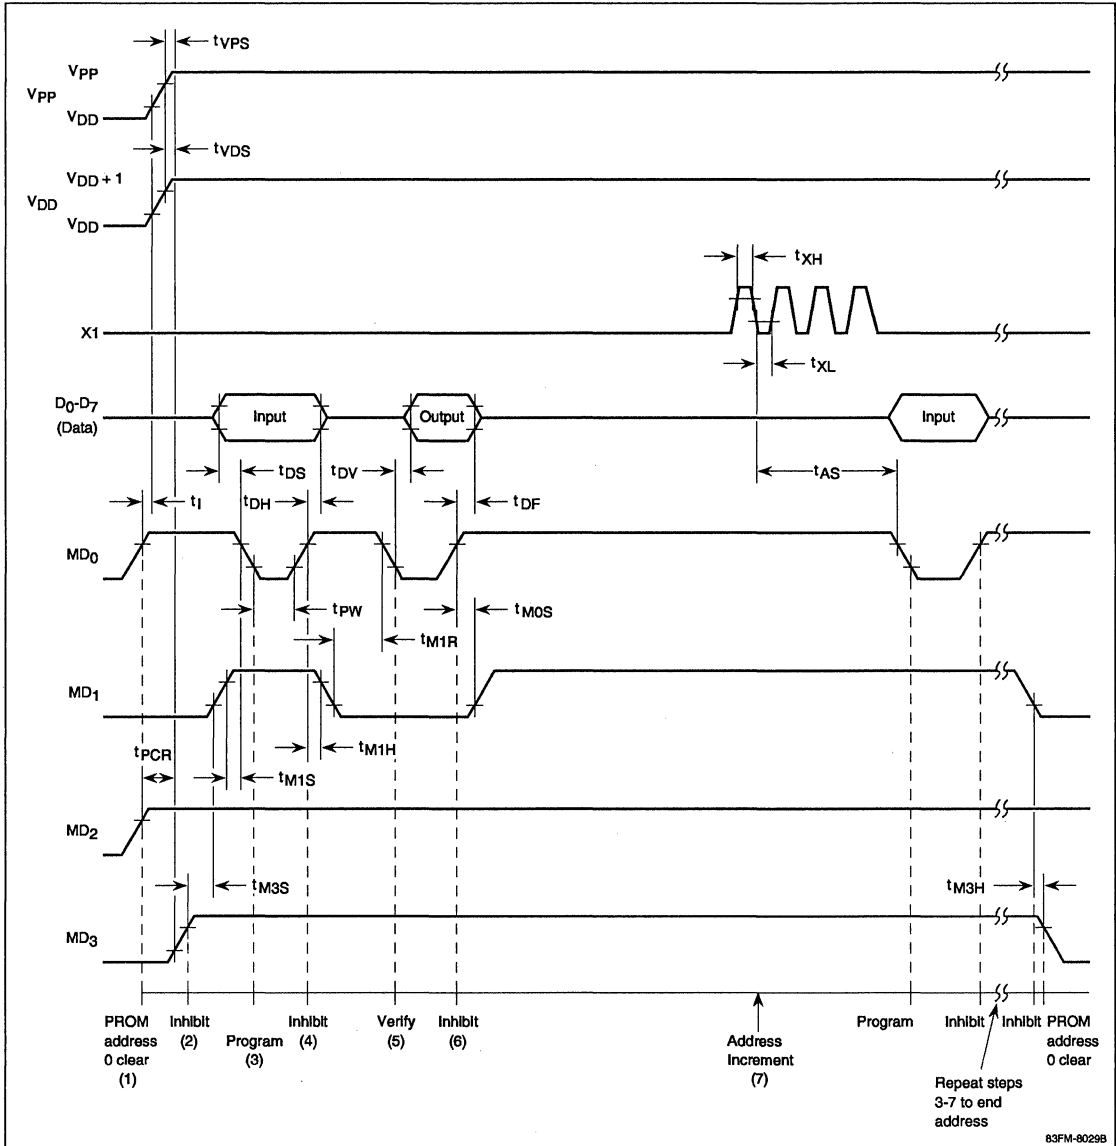 tVPS
VPP
VPP
VDD
tVDS
VDD + 1
VDD
VDD
tXH
X1
tXL
D0-D7
(Data)
Input
Output
Input
tDS
tDV
tAS
tI
tDH
tDF
MD0
tPW
tM0S
tM1R
MD1
tPCR
tM1H
tM1S
MD2
tM3S
tM3H
MD3
PROM
address
0 clear
(1)
Inhibit
(2)
Program
(3)
Inhibit
(4)
Verify
(5)
Inhibit
(6)
Address
Increment
(7)
Program
Inhibit
Inhibit
PROM
address
0 clear
Repeat steps
3-7 to end
address
83FM-8029B